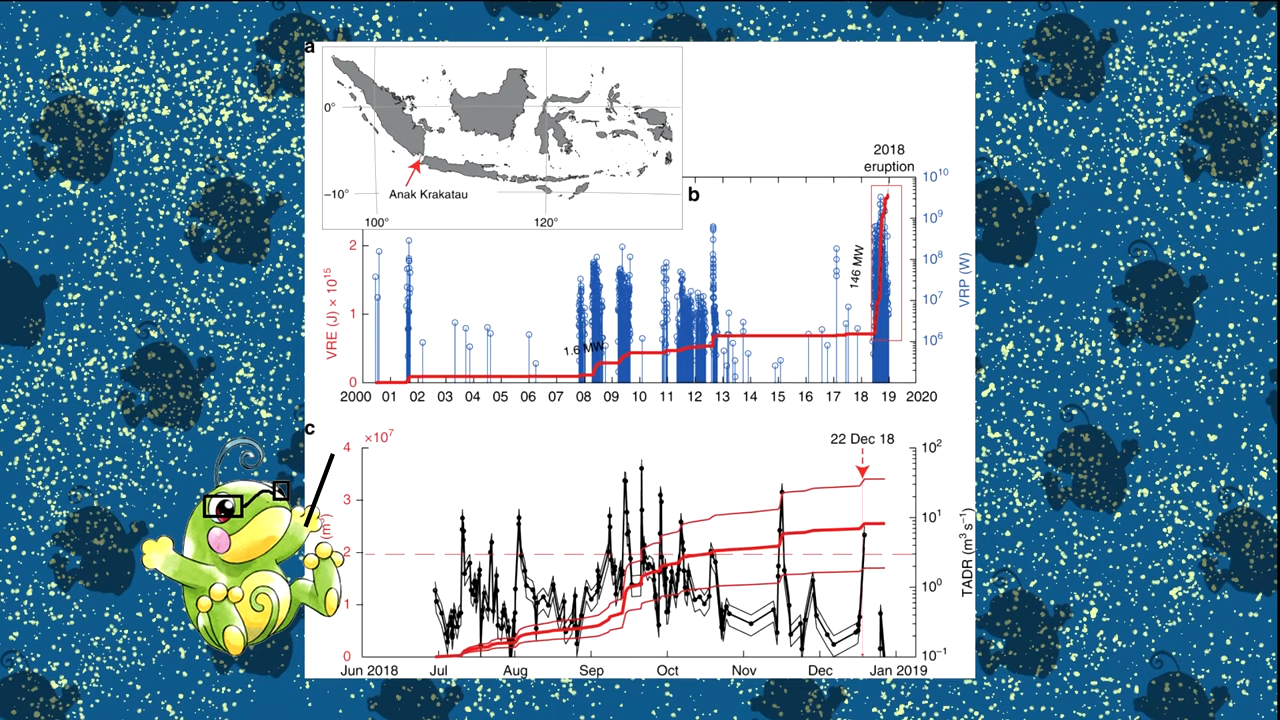 a
0°
−10°
Anak Krakatau
100°
120°
2018
eruption
b
10¹⁰
10⁹
10⁸
10⁷
10⁶
VRP (W)
2
1
0
VRE (J) × 10¹⁵
1.6 MW
146 MW
2000 01 02 03 04 05 06 07 08 09 10 11 12 13 14 15 16 17 18 19 2020
c
×10⁷
4
3
2
1
0
(m³)
22 Dec 18
10²
10¹
10⁰
10⁻¹
TADR (m³ s⁻¹)
Jun 2018 Jul Aug Sep Oct Nov Dec Jan 2019